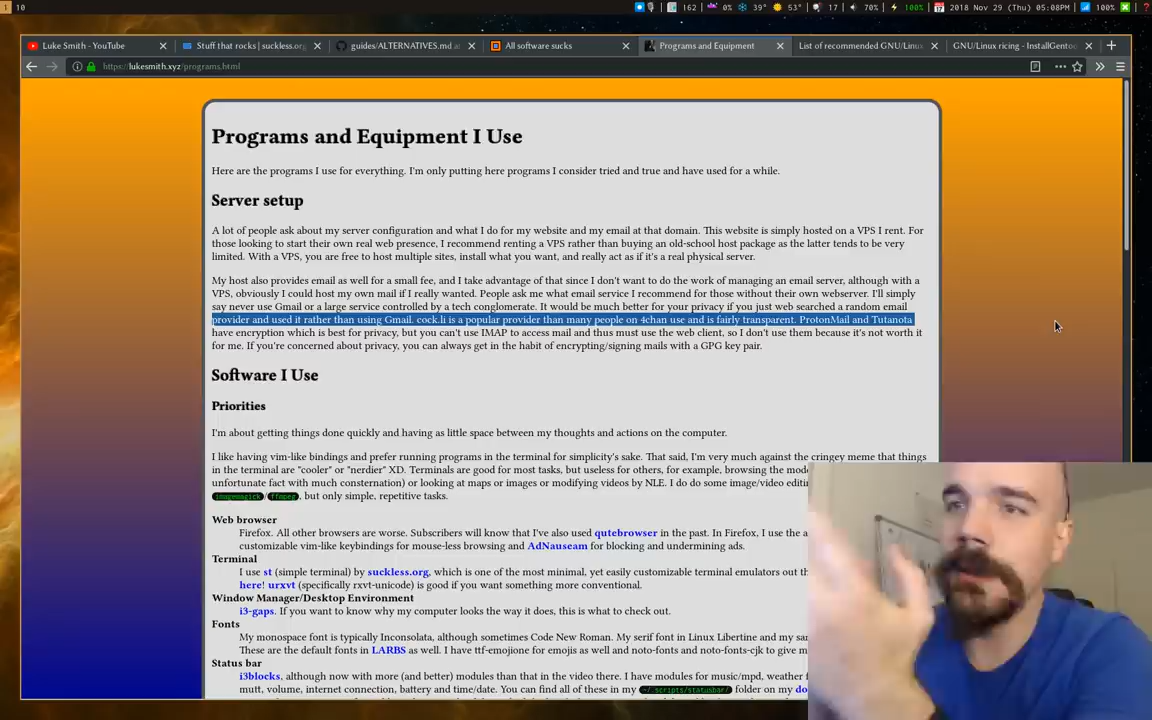 1 10 162 0% 39° 53° 17 70% 100% 2018 Nov 29 (Thu) 05:08PM 100% ?
Luke Smith - YouTube Stuff that rocks | suckless.or guides/ALTERNATIVES.md a All software sucks Programs and Equipment List of recommended GNU/Linu GNU/Linux ricing - InstallGento
https://lukesmith.xyz/programs.html
Programs and Equipment I Use
Here are the programs I use for everything. I'm only putting here programs I consider tried and true and have used for a while.
Server setup
A lot of people ask about my server configuration and what I do for my website and my email at that domain. This website is simply hosted on a VPS I rent. For
those looking to start their own real web presence, I recommend renting a VPS rather than buying an old-school host package as the latter tends to be very
limited. With a VPS, you are free to host multiple sites, install what you want, and really act as if it's a real physical server.
My host also provides email as well for a small fee, and I take advantage of that since I don't want to do the work of managing an email server, although with a
VPS, obviously I could host my own mail if I really wanted. People ask me what email service I recommend for those without their own webserver. I'll simply
say never use Gmail or a large service controlled by a tech conglomerate. It would be much better for your privacy if you just web searched a random email
provider and used it rather than using Gmail. cock.li is a popular provider than many people on 4chan use and is fairly transparent. ProtonMail and Tutanota
have encryption which is best for privacy, but you can't use IMAP to access mail and thus must use the web client, so I don't use them because it's not worth it
for me. If you're concerned about privacy, you can always get in the habit of encrypting/signing mails with a GPG key pair.
Software I Use
Priorities
I'm about getting things done quickly and having as little space between my thoughts and actions on the computer.
I like having vim-like bindings and prefer running programs in the terminal for simplicity's sake. That said, I'm very much against the cringey meme that things
in the terminal are "cooler" or "nerdier" XD. Terminals are good for most tasks, but useless for others, for example, browsing the mode
unfortunate fact with much consternation) or looking at maps or images or modifying videos by NLE. I do some image/video editin
imagemagick/ffmpeg, but only simple, repetitive tasks.
Web browser
Firefox. All other browsers are worse. Subscribers will know that I've also used qutebrowser in the past. In Firefox, I use the a
customizable vim-like keybindings for mouse-less browsing and AdNauseam for blocking and undermining ads.
Terminal
I use st (simple terminal) by suckless.org, which is one of the most minimal, yet easily customizable terminal emulators out th
here! urxvt (specifically rxvt-unicode) is good if you want something more conventional.
Window Manager/Desktop Environment
i3-gaps. If you want to know why my computer looks the way it does, this is what to check out.
Fonts
My monospace font is typically Inconsolata, although sometimes Code New Roman. My serif font in Linux Libertine and my sa
These are the default fonts in LARBS as well. I have ttf-emojione for emojis as well and noto-fonts and noto-fonts-cjk to give m
Status bar
i3blocks, although now with more (and better) modules than that in the video there. I have modules for music/mpd, weather f
mutt, volume, internet connection, battery and time/date. You can find all of these in my ~/.scripts/statusbar/ folder on my do